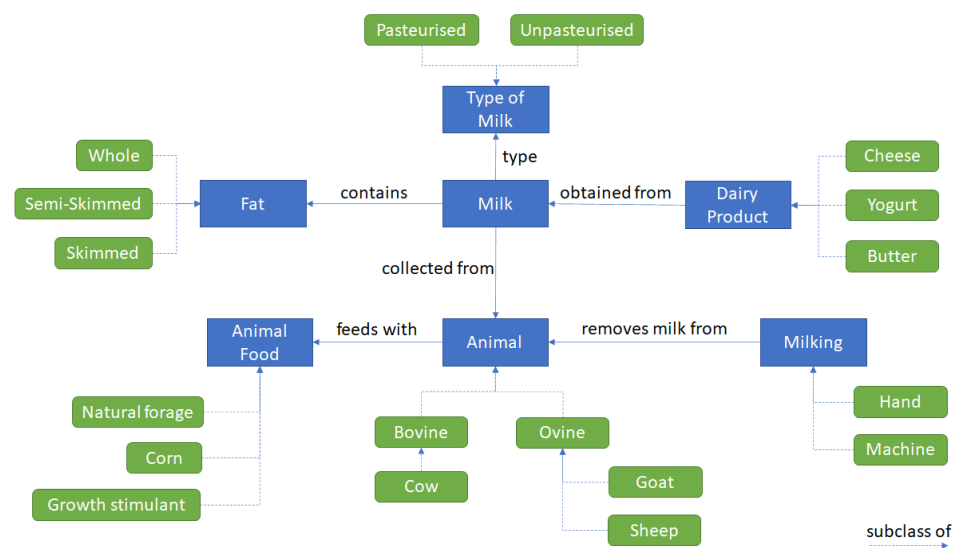 Pasteurised
Unpasteurised
Type of
Milk
type
Whole
Semi-Skimmed
Skimmed
Fat
contains
Milk
obtained from
Dairy
Product
Cheese
Yogurt
Butter
collected from
Animal
Food
feeds with
Animal
removes milk from
Milking
Natural forage
Corn
Growth stimulant
Bovine
Cow
Ovine
Goat
Sheep
Hand
Machine
subclass of